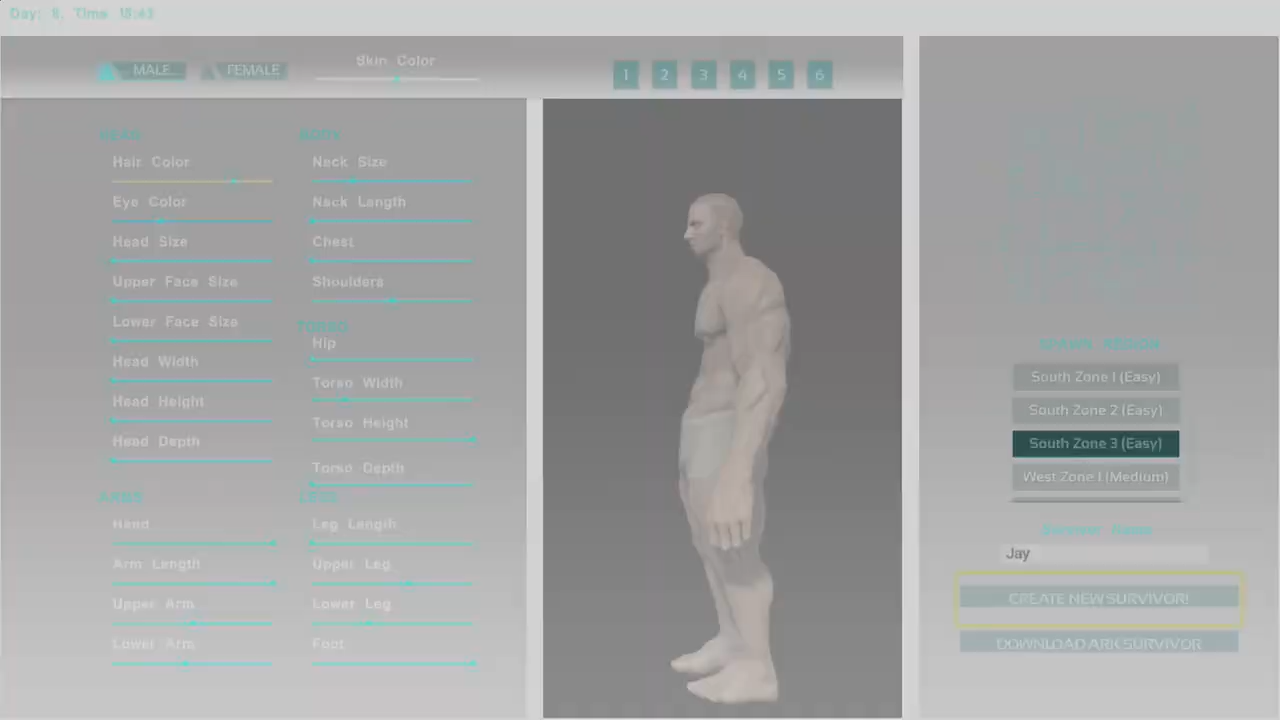 Day: 8, Time 15:43
MALE
FEMALE
Skin Color
1 2 3 4 5 6
HEAD
Hair Color
Eye Color
Head Size
Upper Face Size
Lower Face Size
Head Width
Head Height
Head Depth
ARMS
Hand
Arm Length
Upper Arm
Lower Arm
BODY
Neck Size
Neck Length
Chest
Shoulders
TORSO
Hip
Torso Width
Torso Height
Torso Depth
LEGS
Leg Length
Upper Leg
Lower Leg
Foot
SPAWN REGION
South Zone 1 (Easy)
South Zone 2 (Easy)
South Zone 3 (Easy)
West Zone 1 (Medium)
Survivor Name
Jay
CREATE NEW SURVIVOR!
DOWNLOAD ARK SURVIVOR